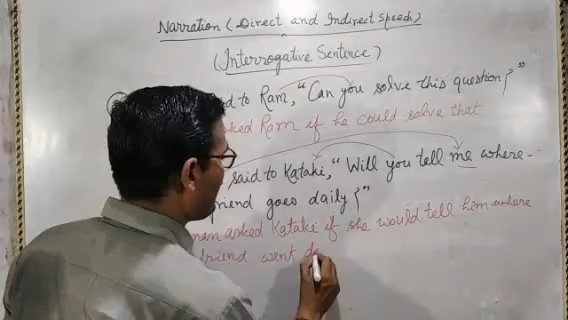 Narration (Direct and Indirect Speech)
(Interrogative Sentence)
to Ram, "Can you solve this question?"
asked Ram if he could solve that
said to Kataki, "Will you tell me where
friend goes daily?"
man asked Kataki if she would tell him where
friend went da